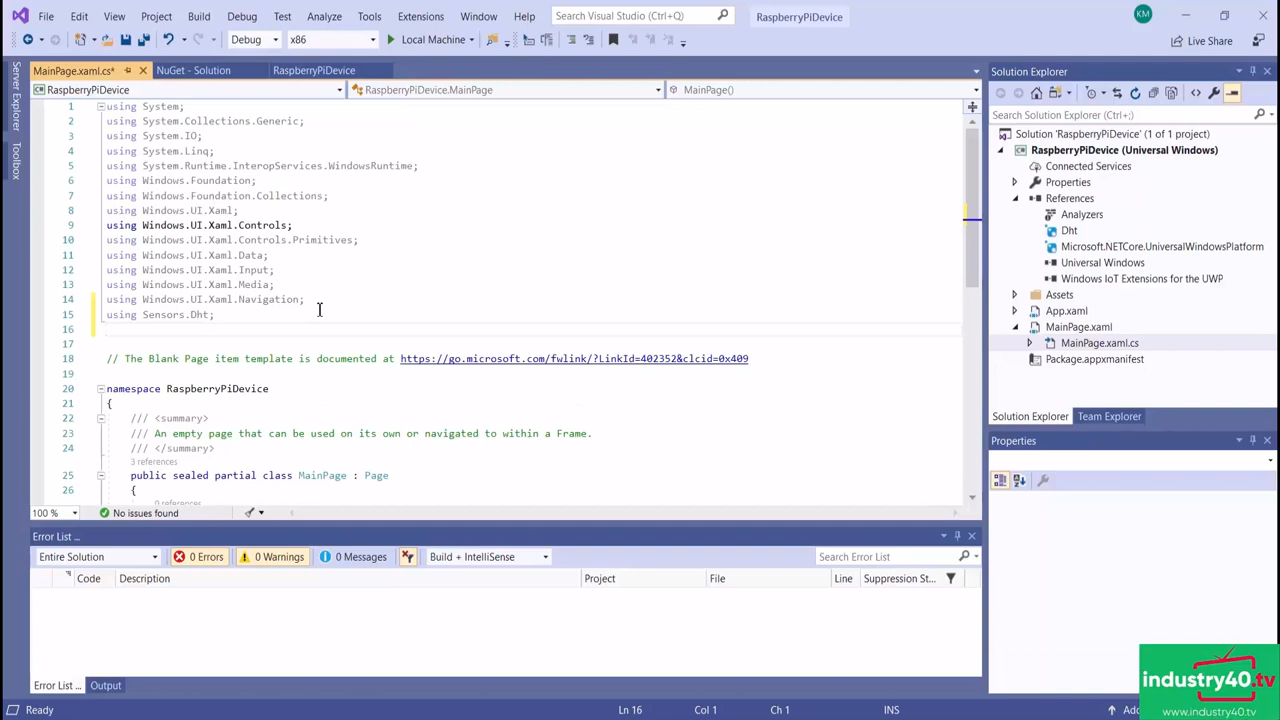 File Edit View Project Build Debug Test Analyze Tools Extensions Window Help Search Visual Studio (Ctrl+Q) RaspberryPiDevice KM
Debug x86 Local Machine Live Share
Server Explorer
Toolbox
MainPage.xaml.cs* NuGet - Solution RaspberryPiDevice
RaspberryPiDevice RaspberryPiDevice.MainPage MainPage()
1 using System;
2 using System.Collections.Generic;
3 using System.IO;
4 using System.Linq;
5 using System.Runtime.InteropServices.WindowsRuntime;
6 using Windows.Foundation;
7 using Windows.Foundation.Collections;
8 using Windows.UI.Xaml;
9 using Windows.UI.Xaml.Controls;
10 using Windows.UI.Xaml.Controls.Primitives;
11 using Windows.UI.Xaml.Data;
12 using Windows.UI.Xaml.Input;
13 using Windows.UI.Xaml.Media;
14 using Windows.UI.Xaml.Navigation;
15 using Sensors.Dht;
16
17
18 // The Blank Page item template is documented at https://go.microsoft.com/fwlink/?LinkId=402352&clcid=0x409
19
20 namespace RaspberryPiDevice
21 {
22 /// <summary>
23 /// An empty page that can be used on its own or navigated to within a Frame.
24 /// </summary>
3 references
25 public sealed partial class MainPage : Page
26 {
0 references
100 % No issues found
Error List ...
Entire Solution 0 Errors 0 Warnings 0 Messages Build + IntelliSense Search Error List
Code Description Project File Line Suppression St...
Error List ... Output
Ready Ln 16 Col 1 Ch 1 INS
Solution Explorer
Search Solution Explorer (Ctrl+;)
Solution 'RaspberryPiDevice' (1 of 1 project)
RaspberryPiDevice (Universal Windows)
Connected Services
Properties
References
Analyzers
Dht
Microsoft.NETCore.UniversalWindowsPlatform
Universal Windows
Windows IoT Extensions for the UWP
Assets
App.xaml
MainPage.xaml
MainPage.xaml.cs
Package.appxmanifest
Solution Explorer Team Explorer
Properties
industry40.tv
www.industry40.tv